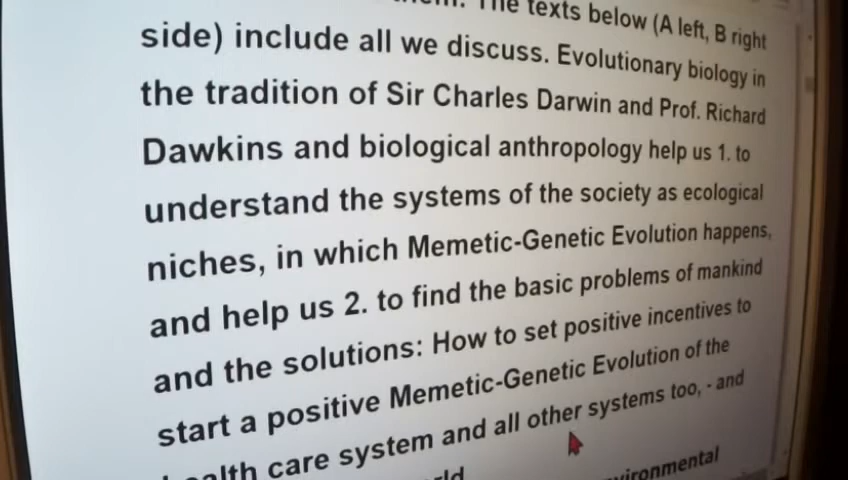 The texts below (A left, B right
side) include all we discuss. Evolutionary biology in
the tradition of Sir Charles Darwin and Prof. Richard
Dawkins and biological anthropology help us 1. to
understand the systems of the society as ecological
niches, in which Memetic-Genetic Evolution happens,
and help us 2. to find the basic problems of mankind
and the solutions: How to set positive incentives to
start a positive Memetic-Genetic Evolution of the
health care system and all other systems too, - and